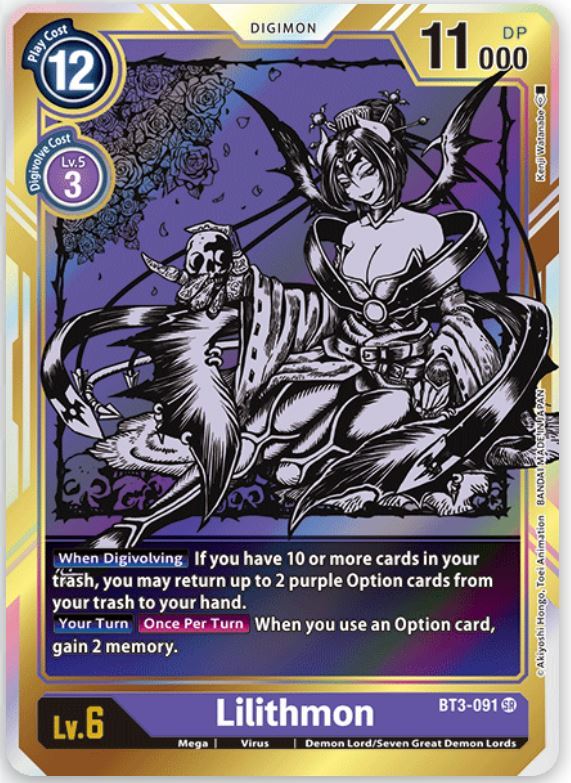 DIGIMON
Play Cost
12
11000
DP
Digivolve Cost
Lv.5
3
Kenji Watanabe
When Digivolving If you have 10 or more cards in your
trash, you may return up to 2 purple Option cards from
your trash to your hand.
Your Turn Once Per Turn When you use an Option card,
gain 2 memory.
©Akiyoshi Hongo, Toei Animation BANDAI MADE IN JAPAN
Lv.6
Lilithmon
BT3-091 SR
Mega | Virus | Demon Lord/Seven Great Demon Lords